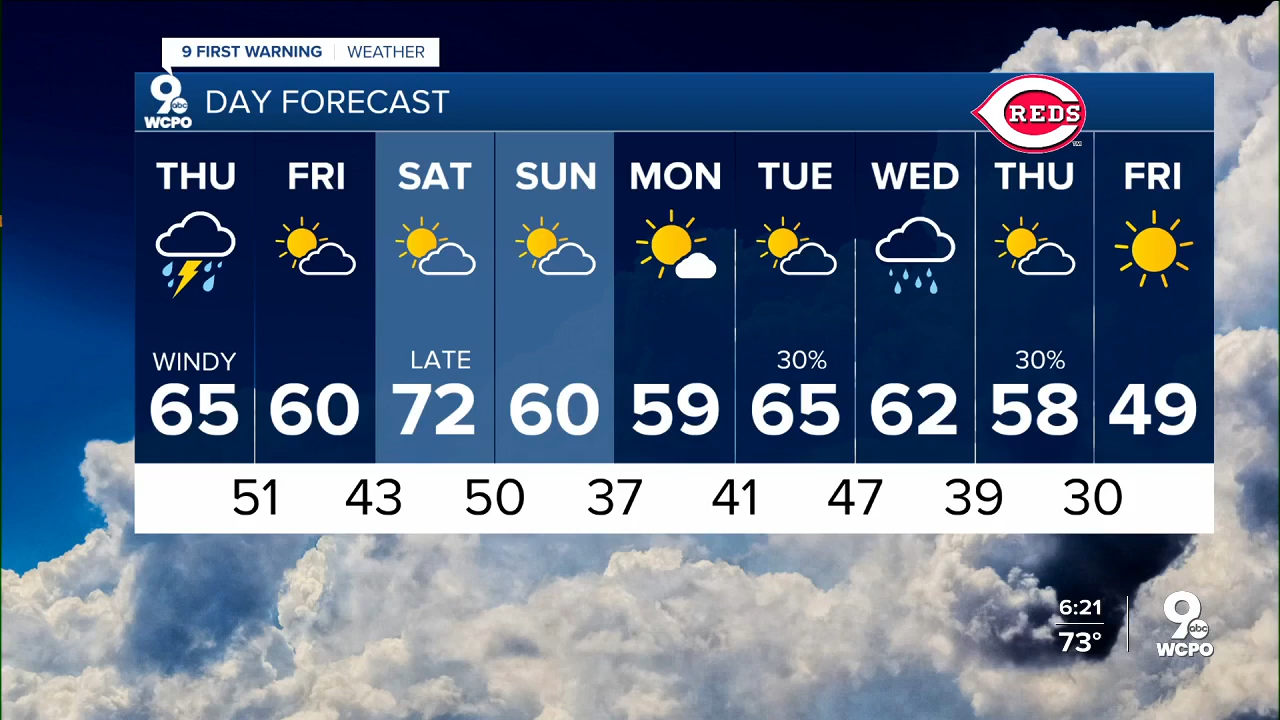 9 FIRST WARNING | WEATHER
9 abc WCPO DAY FORECAST
REDS ™
THU FRI SAT SUN MON TUE WED THU FRI
WINDY LATE 30% 30%
65 60 72 60 59 65 62 58 49
51 43 50 37 41 47 39 30
6:21
73°
9 abc
WCPO